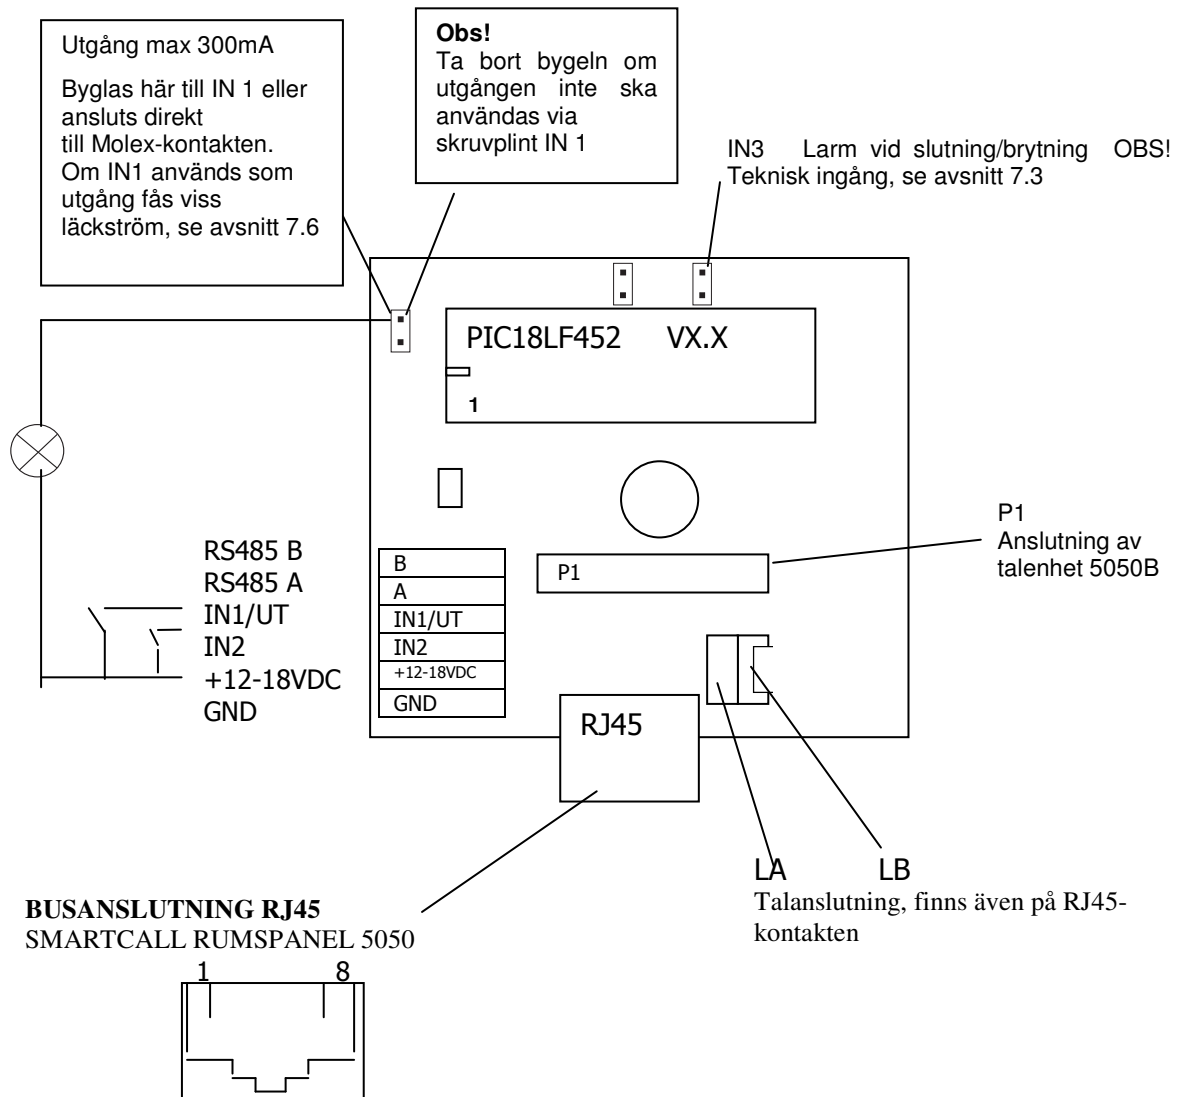 Utgång max 300mA
Byglas här till IN 1 eller
ansluts direkt
till Molex-kontakten.
Om IN1 används som
utgång fås viss
läckström, se avsnitt 7.6
Obs!
Ta bort bygeln om
utgången inte ska
användas via
skruvplint IN 1
IN3 Larm vid slutning/brytning OBS!
Teknisk ingång, se avsnitt 7.3
PIC18LF452 VX.X
1
P1
Anslutning av
talenhet 5050B
RS485 B
RS485 A
IN1/UT
IN2
+12-18VDC
GND
B
A
IN1/UT
IN2
+12-18VDC
GND
P1
RJ45
LA LB
Talanslutning, finns även på RJ45-
kontakten
BUSANSLUTNING RJ45
SMARTCALL RUMSPANEL 5050
1 8